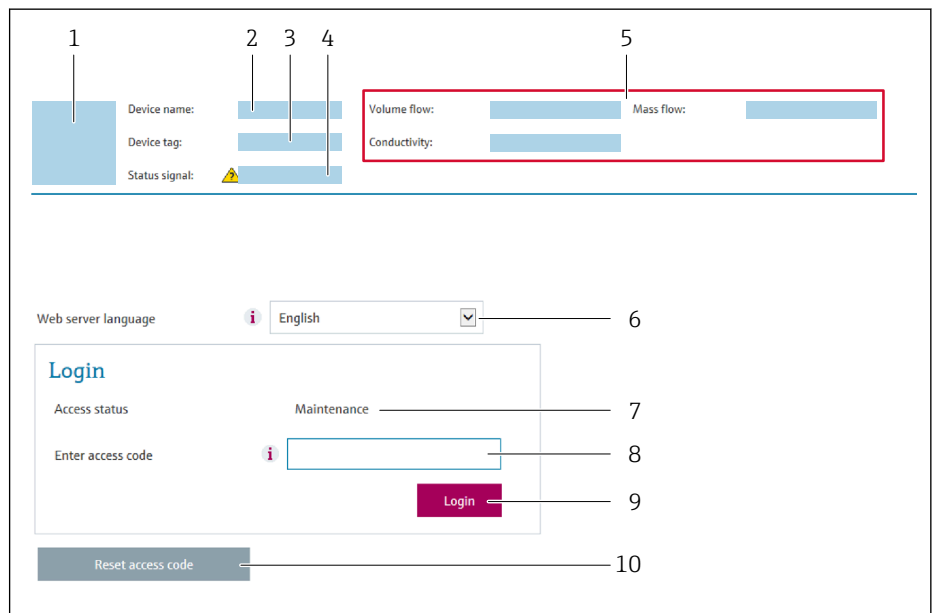 1 2 3 4 5
Device name: Volume flow: Mass flow:
Device tag: Conductivity:
Status signal: ?
Web server language i English 6
Login
Access status Maintenance 7
Enter access code i 8
Login 9
Reset access code 10